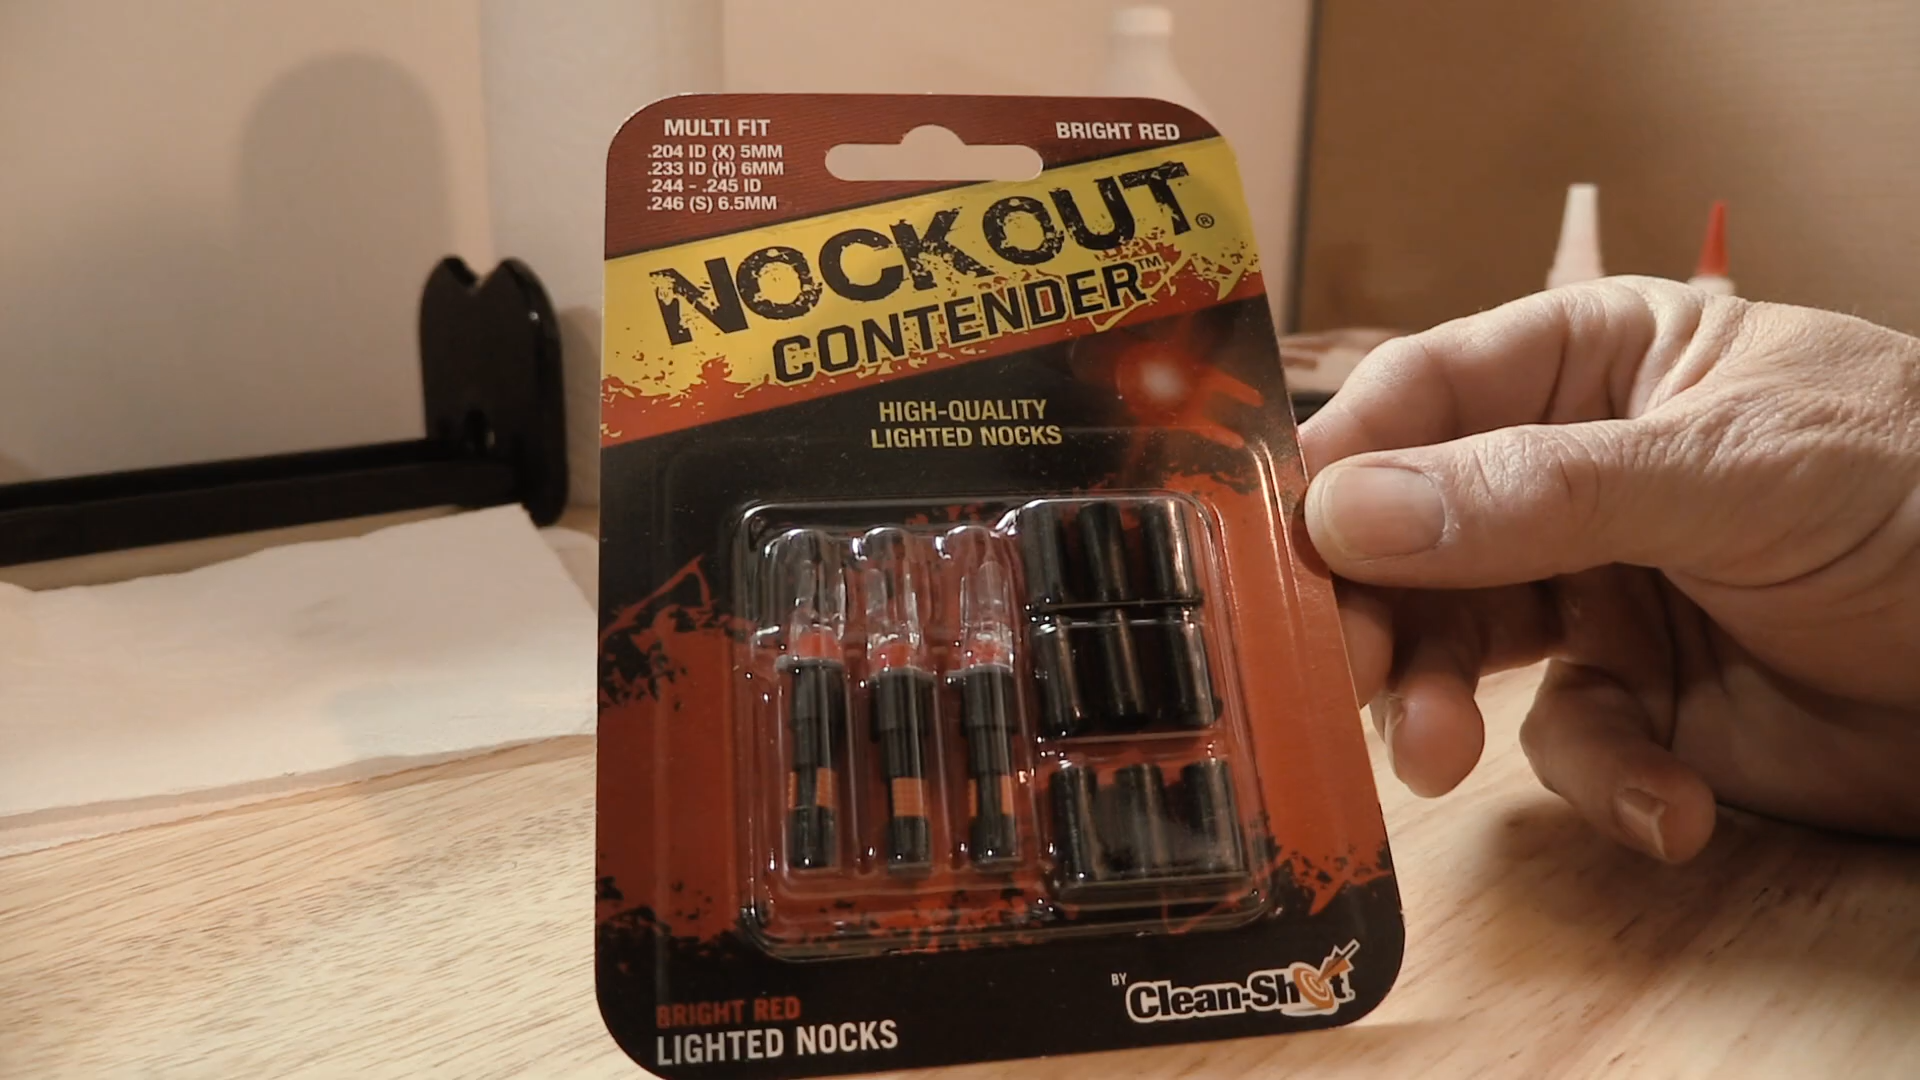 MULTI FIT
.204 ID (X) 5MM
.233 ID (H) 6MM
.244 - .245 ID
.246 (S) 6.5MM
BRIGHT RED
NOCKOUT®
CONTENDER™
HIGH-QUALITY
LIGHTED NOCKS
BRIGHT RED
LIGHTED NOCKS
BY
Clean-Shot